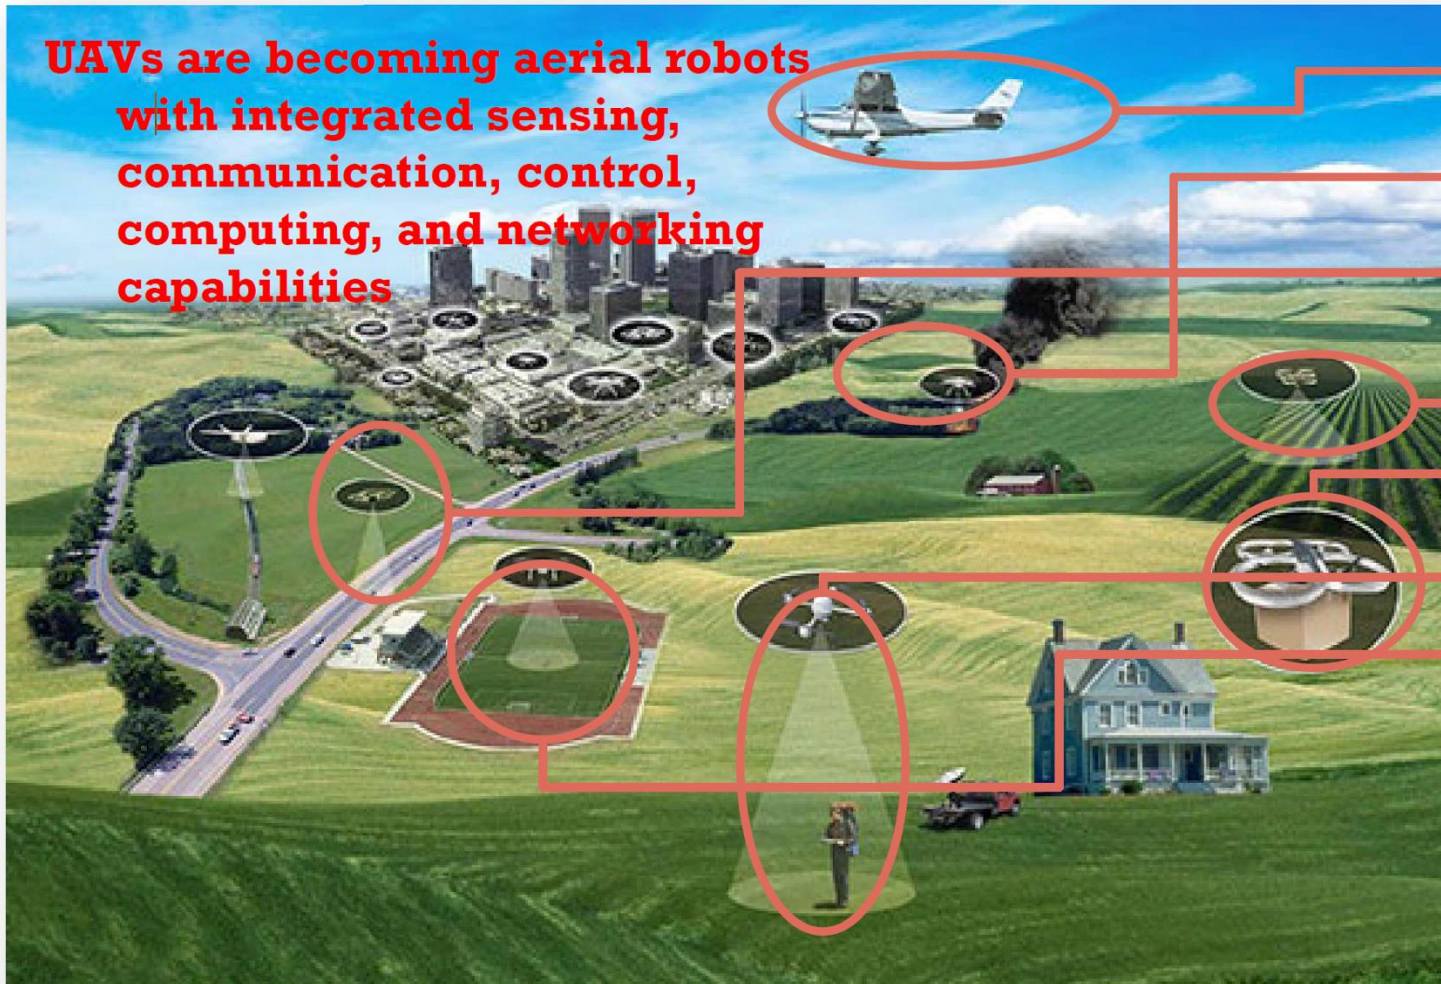 UAVs are becoming aerial robots
with integrated sensing,
communication, control,
computing, and networking
capabilities